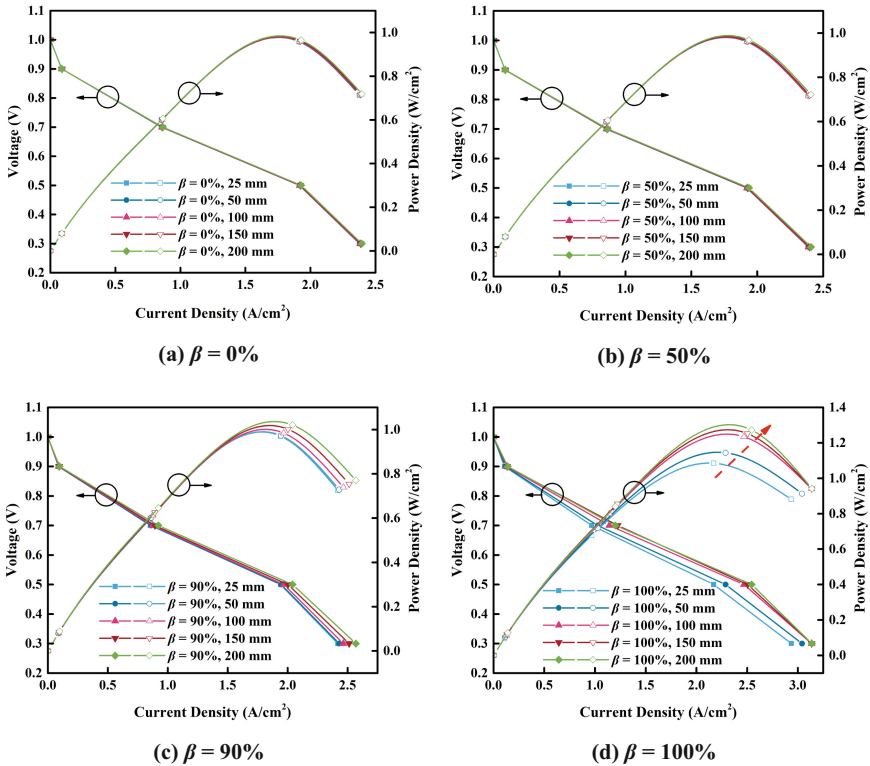 1.1
1.0
0.9
0.8
0.7
0.6
0.5
0.4
0.3
0.2
Voltage (V)
1.0
0.8
0.6
0.4
0.2
0.0
Power Density (W/cm²)
β = 0%, 25 mm
β = 0%, 50 mm
β = 0%, 100 mm
β = 0%, 150 mm
β = 0%, 200 mm
0.0 0.5 1.0 1.5 2.0 2.5
Current Density (A/cm²)
(a) β = 0%
1.1
1.0
0.9
0.8
0.7
0.6
0.5
0.4
0.3
0.2
Voltage (V)
1.0
0.8
0.6
0.4
0.2
0.0
Power Density (W/cm²)
β = 50%, 25 mm
β = 50%, 50 mm
β = 50%, 100 mm
β = 50%, 150 mm
β = 50%, 200 mm
0.0 0.5 1.0 1.5 2.0 2.5
Current Density (A/cm²)
(b) β = 50%
1.1
1.0
0.9
0.8
0.7
0.6
0.5
0.4
0.3
0.2
Voltage (V)
1.0
0.8
0.6
0.4
0.2
0.0
Power Density (W/cm²)
β = 90%, 25 mm
β = 90%, 50 mm
β = 90%, 100 mm
β = 90%, 150 mm
β = 90%, 200 mm
0.0 0.5 1.0 1.5 2.0 2.5
Current Density (A/cm²)
(c) β = 90%
1.1
1.0
0.9
0.8
0.7
0.6
0.5
0.4
0.3
0.2
Voltage (V)
1.4
1.2
1.0
0.8
0.6
0.4
0.2
0.0
Power Density (W/cm²)
β = 100%, 25 mm
β = 100%, 50 mm
β = 100%, 100 mm
β = 100%, 150 mm
β = 100%, 200 mm
0.0 0.5 1.0 1.5 2.0 2.5 3.0
Current Density (A/cm²)
(d) β = 100%